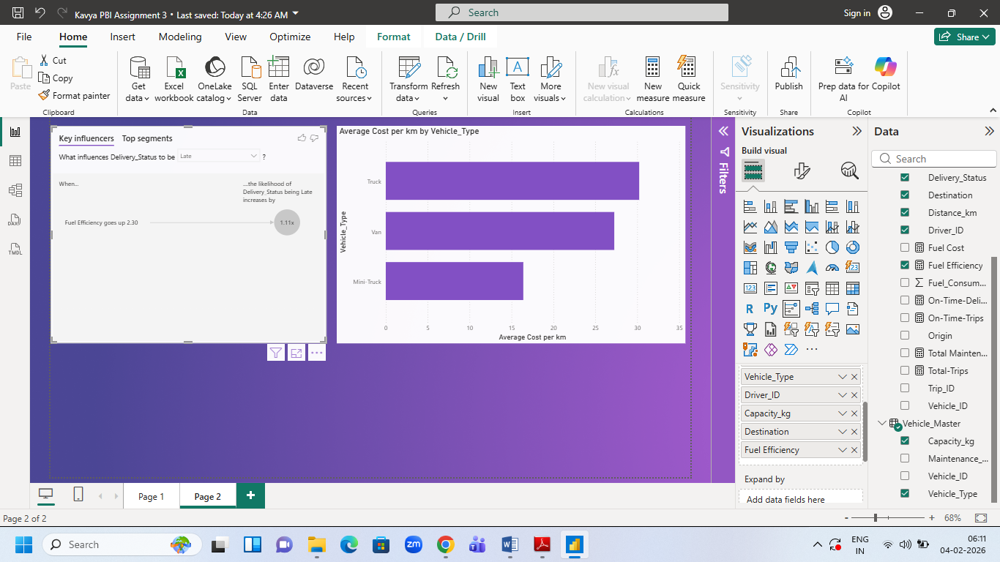 Kavya PBI Assignment 3 • Last saved: Today at 4:26 AM
Search
Sign in
File Home Insert Modeling View Optimize Help Format Data / Drill
Share
Paste
Cut
Copy
Format painter
Clipboard
Get data
Excel workbook
OneLake catalog
SQL Server
Enter data
Dataverse
Recent sources
Data
Transform data
Refresh
Queries
New visual
Text box
More visuals
Insert
New visual calculation
New measure
Quick measure
Calculations
Sensitivity
Sensitivity
Publish
Share
Prep data for AI
Copilot
Copilot
DAX
TMDL
Key influencers Top segments
What influences Delivery_Status to be Late ?
When...
....the likelihood of
Delivery_Status being Late
increases by
Fuel Efficiency goes up 2.30
1.11x
Average Cost per km by Vehicle_Type
Vehicle_Type
Truck
Van
Mini-Truck
0 5 10 15 20 25 30 35
Average Cost per km
Filters
Visualizations
Build visual
123
123
R Py
Vehicle_Type
Driver_ID
Capacity_kg
Destination
Fuel Efficiency
Expand by
Add data fields here
Data
Search
Delivery_Status
Destination
Distance_km
Driver_ID
Fuel Cost
Fuel Efficiency
Fuel_Consum...
On-Time-Deli...
On-Time-Trips
Origin
Total Mainten...
Total-Trips
Trip_ID
Vehicle_ID
Vehicle_Master
Capacity_kg
Maintenance_...
Vehicle_ID
Vehicle_Type
Page 1
Page 2
Page 2 of 2
- + 68%
Search
zm
ENG
IN
06:11
04-02-2026